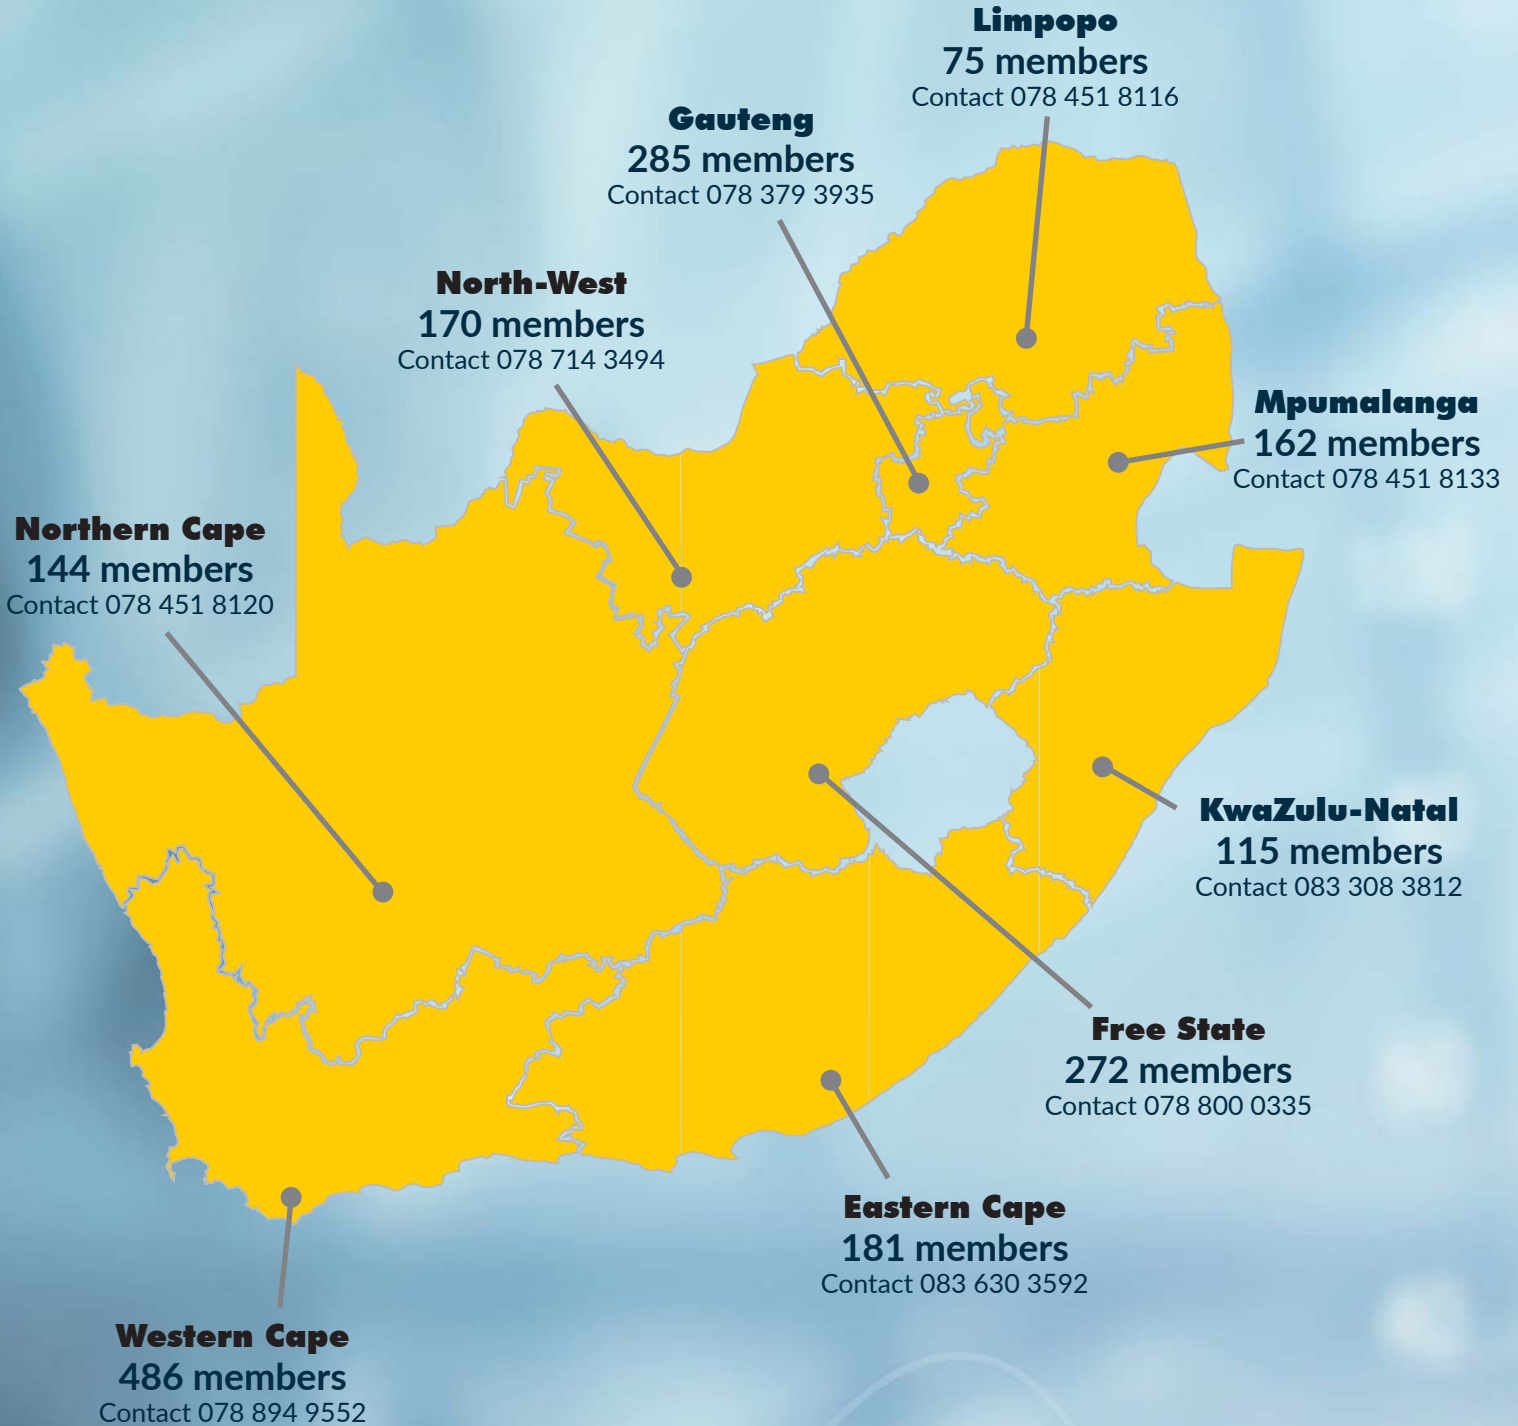 Limpopo
75 members
Contact 078 451 8116
Gauteng
285 members
Contact 078 379 3935
North-West
170 members
Contact 078 714 3494
Mpumalanga
162 members
Contact 078 451 8133
Northern Cape
144 members
Contact 078 451 8120
KwaZulu-Natal
115 members
Contact 083 308 3812
Free State
272 members
Contact 078 800 0335
Eastern Cape
181 members
Contact 083 630 3592
Western Cape
486 members
Contact 078 894 9552